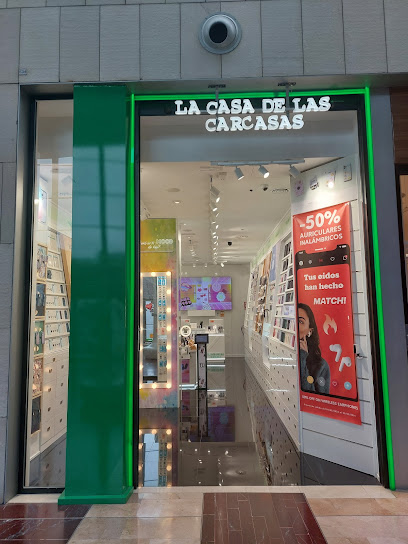 LA CASA DE LAS
CARCASAS
-50%
AURICULARES
INALÁMBRICOS
Tus oídos
han hecho
MATCH!